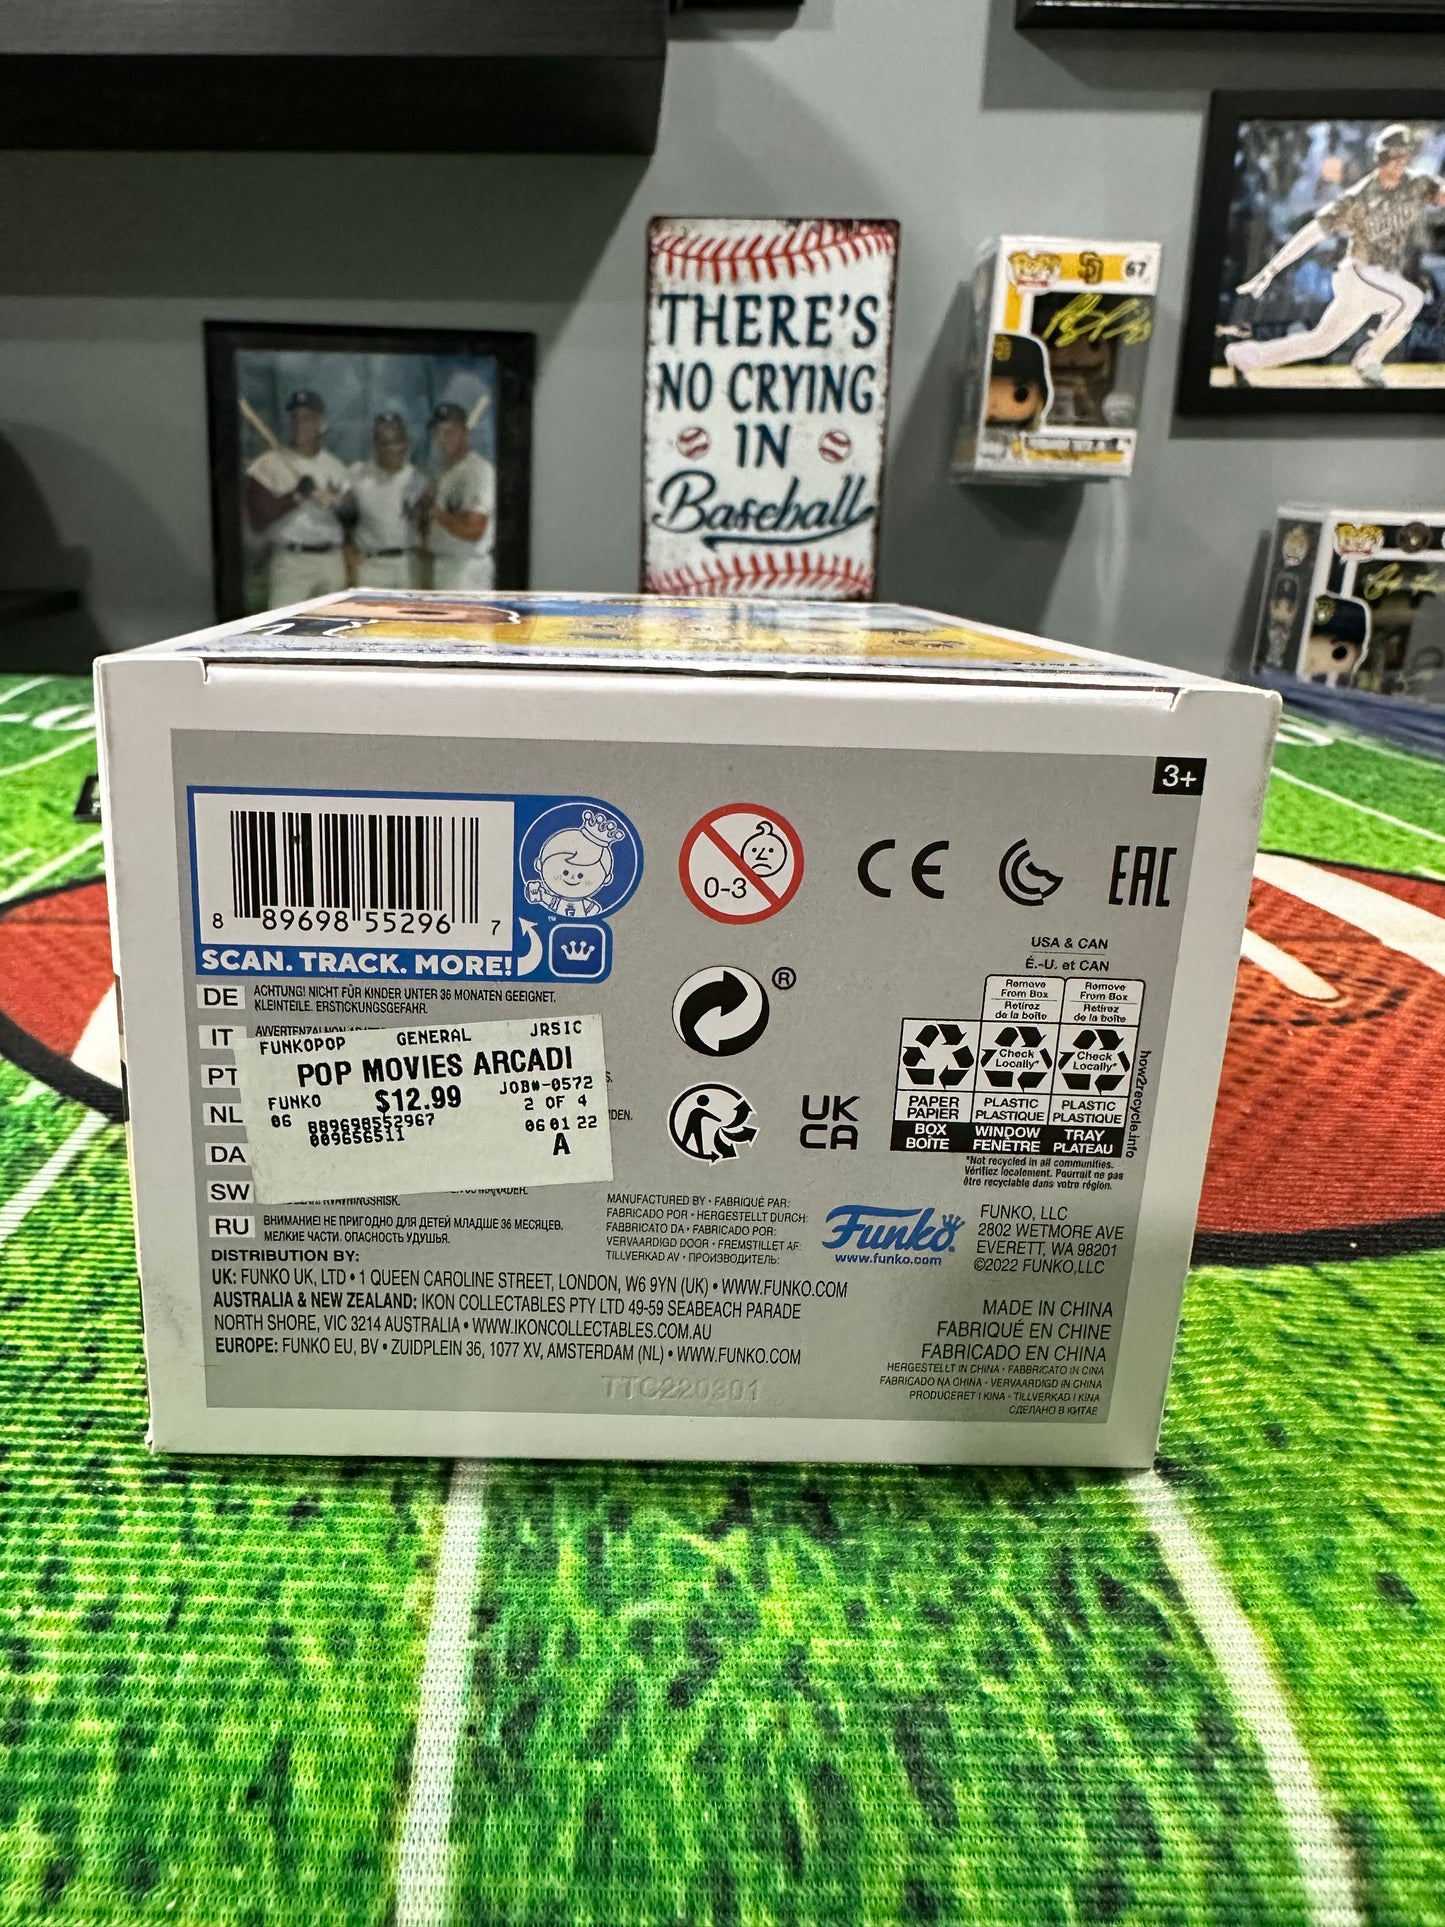 THERE'S
NO CRYING
IN
Baseball
POP!
SD
67
3+
8 89698 55296 7
SCAN. TRACK. MORE!
™
0-3
CE
EAC
USA & CAN
É.-U. et CAN
Remove
From Box
Retirez
de la boîte
Remove
From Box
Retirez
de la boîte
Check
Locally*
Check
Locally*
PAPER
PAPIER
PLASTIC
PLASTIQUE
PLASTIC
PLASTIQUE
BOX
BOÎTE
WINDOW
FENÊTRE
TRAY
PLATEAU
how2recycle.info
*Not recycled in all communities.
Vérifiez localement. Pourrait ne pas
être recyclable dans votre région.
®
UK
CA
DE ACHTUNG! NICHT FÜR KINDER UNTER 36 MONATEN GEEIGNET.
KLEINTEILE. ERSTICKUNGSGEFAHR.
IT
PT
NL
DA
SW
RU ВНИМАНИЕ! НЕ ПРИГОДНО ДЛЯ ДЕТЕЙ МЛАДШЕ 36 МЕСЯЦЕВ.
МЕЛКИЕ ЧАСТИ. ОПАСНОСТЬ УДУШЬЯ.
FUNKOPOP GENERAL JRSIC
POP MOVIES ARCADI
FUNKO $12.99 JOB#-0572
06 889698552967 2 OF 4
009656511 06 01 22
A
MANUFACTURED BY • FABRIQUÉ PAR:
FABRICADO POR • HERGESTELLT DURCH:
FABBRICATO DA • FABRICADO POR:
VERVAARDIGD DOOR • FREMSTILLET AF:
TILLVERKAD AV • ПРОИЗВОДИТЕЛЬ:
Funko
www.funko.com
FUNKO, LLC
2802 WETMORE AVE
EVERETT, WA 98201
©2022 FUNKO,LLC
DISTRIBUTION BY:
UK: FUNKO UK, LTD • 1 QUEEN CAROLINE STREET, LONDON, W6 9YN (UK) • WWW.FUNKO.COM
AUSTRALIA & NEW ZEALAND: IKON COLLECTABLES PTY LTD 49-59 SEABEACH PARADE
NORTH SHORE, VIC 3214 AUSTRALIA • WWW.IKONCOLLECTABLES.COM.AU
EUROPE: FUNKO EU, BV • ZUIDPLEIN 36, 1077 XV, AMSTERDAM (NL) • WWW.FUNKO.COM
MADE IN CHINA
FABRIQUÉ EN CHINE
FABRICADO EN CHINA
HERGESTELLT IN CHINA • FABBRICATO IN CINA
FABRICADO NA CHINA • VERVAARDIGD IN CHINA
PRODUCERET I KINA • TILLVERKAD I KINA
СДЕЛАНО В КИТАЕ
TTC220301